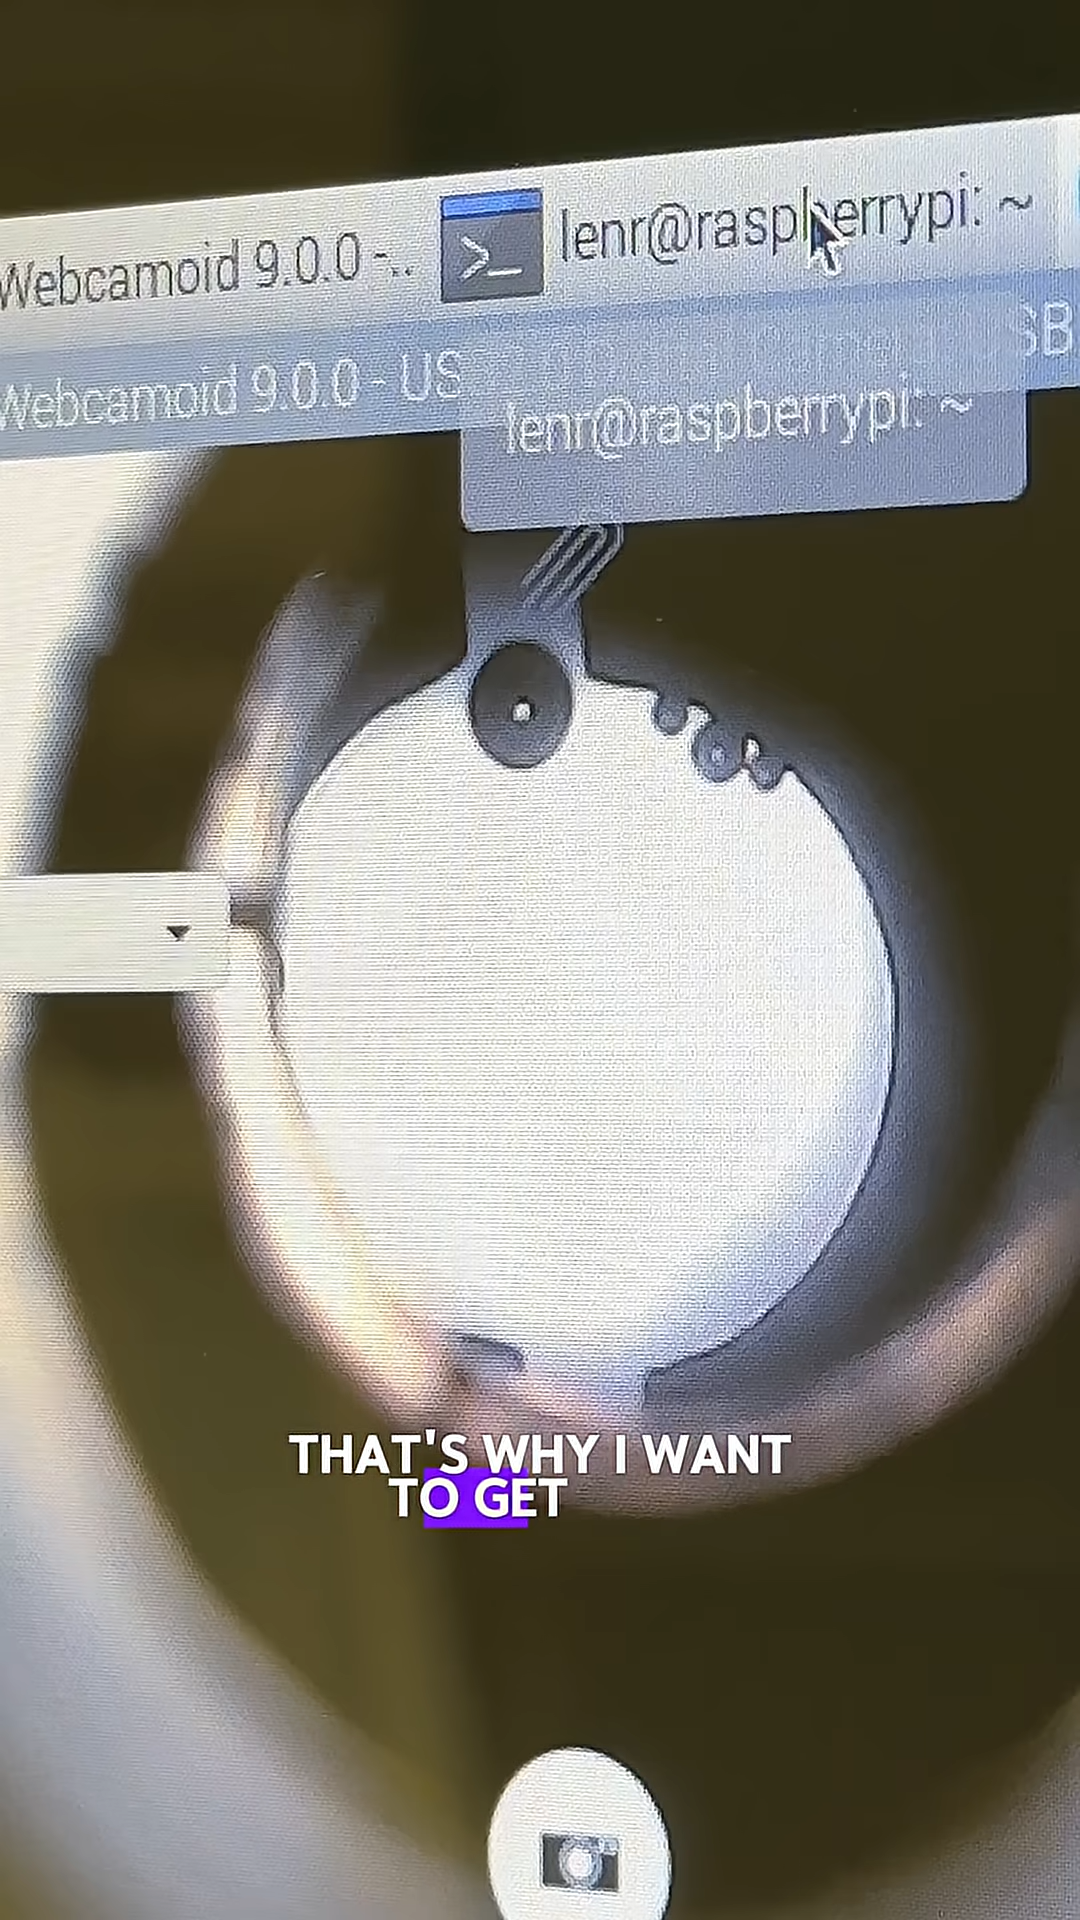 Webcamoid 9.0.0 -..
lenr@raspberrypi: ~
Webcamoid 9.0.0 - US
SB
lenr@raspberrypi: ~
THAT'S WHY I WANT
TO GET